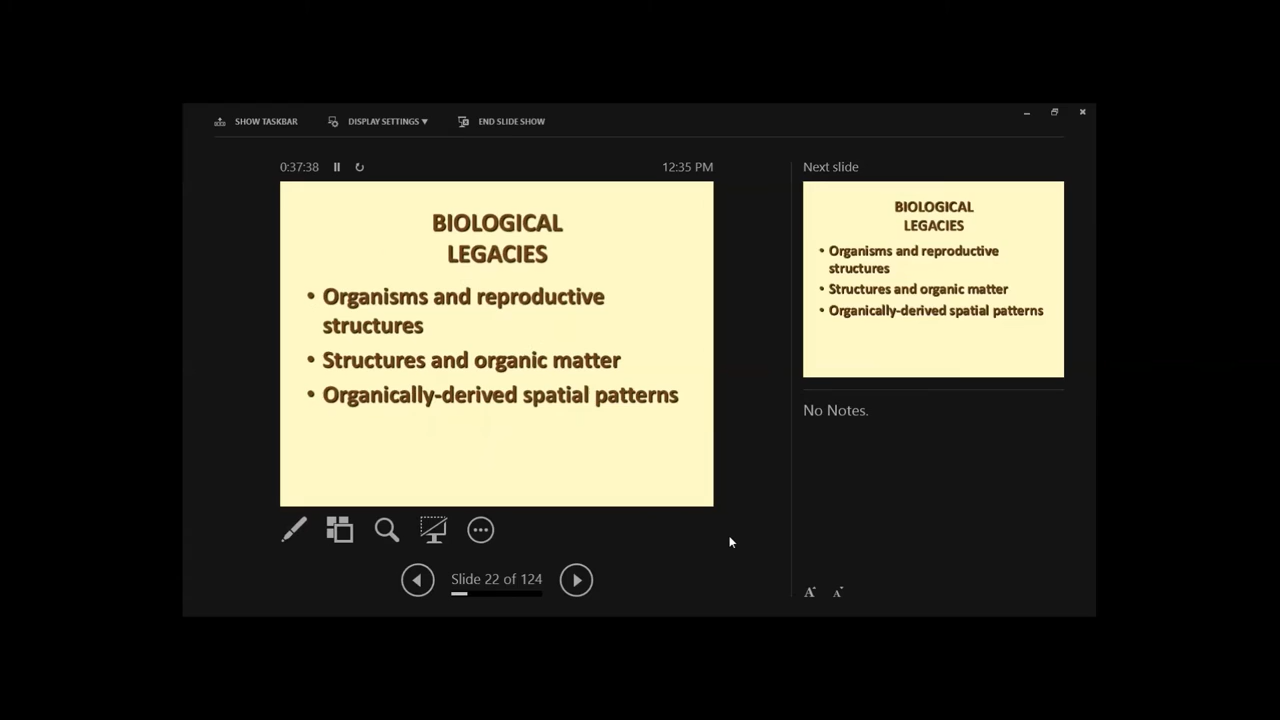 SHOW TASKBAR
DISPLAY SETTINGS ▼
END SLIDE SHOW
0:37:38
12:35 PM
BIOLOGICAL
LEGACIES
• Organisms and reproductive
structures
• Structures and organic matter
• Organically-derived spatial patterns
Slide 22 of 124
Next slide
BIOLOGICAL
LEGACIES
• Organisms and reproductive
structures
• Structures and organic matter
• Organically-derived spatial patterns
No Notes.
A A